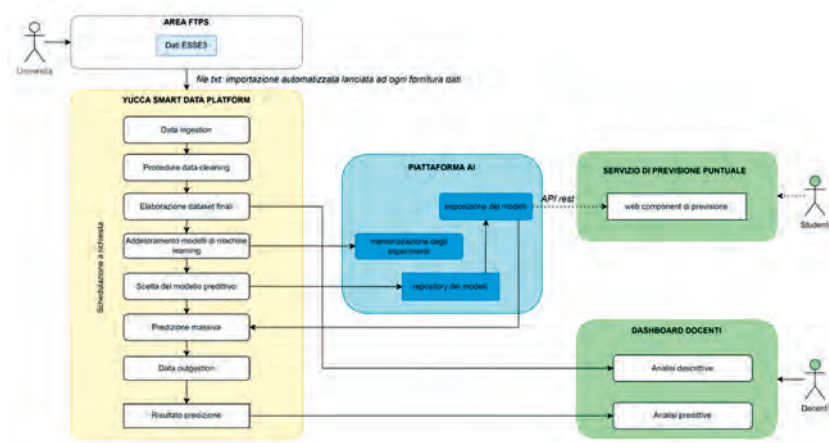 AREA FTPS
Dati ESSE3
Università
file txt: importazione automatizzata lanciata ad ogni fornitura dati
YUCCA SMART DATA PLATFORM
Data ingestion
Procedure data cleaning
Elaborazione dataset finali
Addestramento modelli di machine
learning
Scelta del modello predittivo
Predizione massiva
Data outgestion
Risultato predizione
Schedulazione a richiesta
PIATTAFORMA AI
esposizione dei modelli
memorizzazione degli
esperimenti
repository dei modelli
API rest
SERVIZIO DI PREVISIONE PUNTUALE
web component di previsione
Studenti
DASHBOARD DOCENTI
Analisi descrittive
Analisi predittive
Docenti